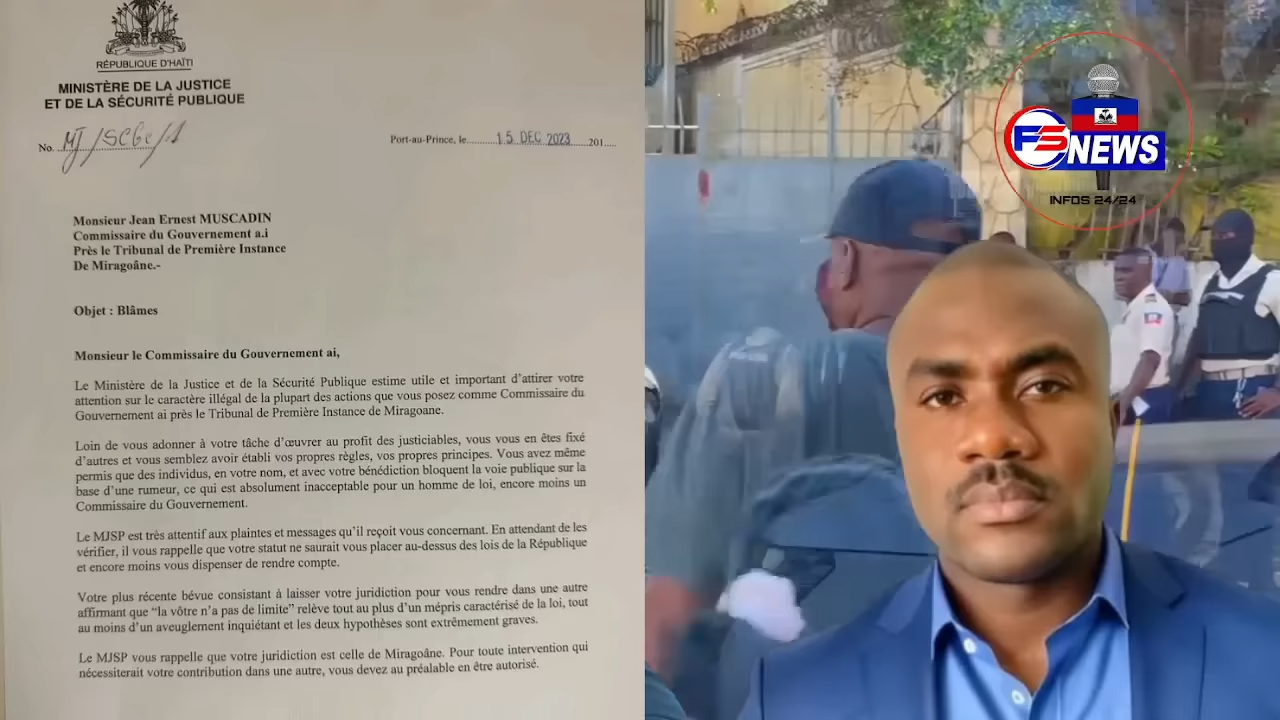 RÉPUBLIQUE D'HAÏTI
MINISTÈRE DE LA JUSTICE
ET DE LA SÉCURITÉ PUBLIQUE
No. MJ/SCGe/1
Port-au-Prince, le 15 DEC 2023 201
Monsieur Jean Ernest MUSCADIN
Commissaire du Gouvernement a.i
Près le Tribunal de Première Instance
De Miragoâne.-
Objet : Blâmes
Monsieur le Commissaire du Gouvernement ai,
Le Ministère de la Justice et de la Sécurité Publique estime utile et important d'attirer votre
attention sur le caractère illégal de la plupart des actions que vous posez comme Commissaire du
Gouvernement ai près le Tribunal de Première Instance de Miragoane.
Loin de vous adonner à votre tâche d'œuvrer au profit des justiciables, vous vous en êtes fixé
d'autres et vous semblez avoir établi vos propres règles, vos propres principes. Vous avez même
permis que des individus, en votre nom, et avec votre bénédiction bloquent la voie publique sur la
base d'une rumeur, ce qui est absolument inacceptable pour un homme de loi, encore moins un
Commissaire du Gouvernement.
Le MJSP est très attentif aux plaintes et messages qu'il reçoit vous concernant. En attendant de les
vérifier, il vous rappelle que votre statut ne saurait vous placer au-dessus des lois de la République
et encore moins vous dispenser de rendre compte.
Votre plus récente bévue consistant à laisser votre juridiction pour vous rendre dans une autre
affirmant que "la vôtre n'a pas de limite" relève tout au plus d'un mépris caractérisé de la loi, tout
au moins d'un aveuglement inquiétant et les deux hypothèses sont extrêmement graves.
Le MJSP vous rappelle que votre juridiction est celle de Miragoâne. Pour toute intervention qui
nécessiterait votre contribution dans une autre, vous devez au préalable en être autorisé.
FS NEWS
INFOS 24/24